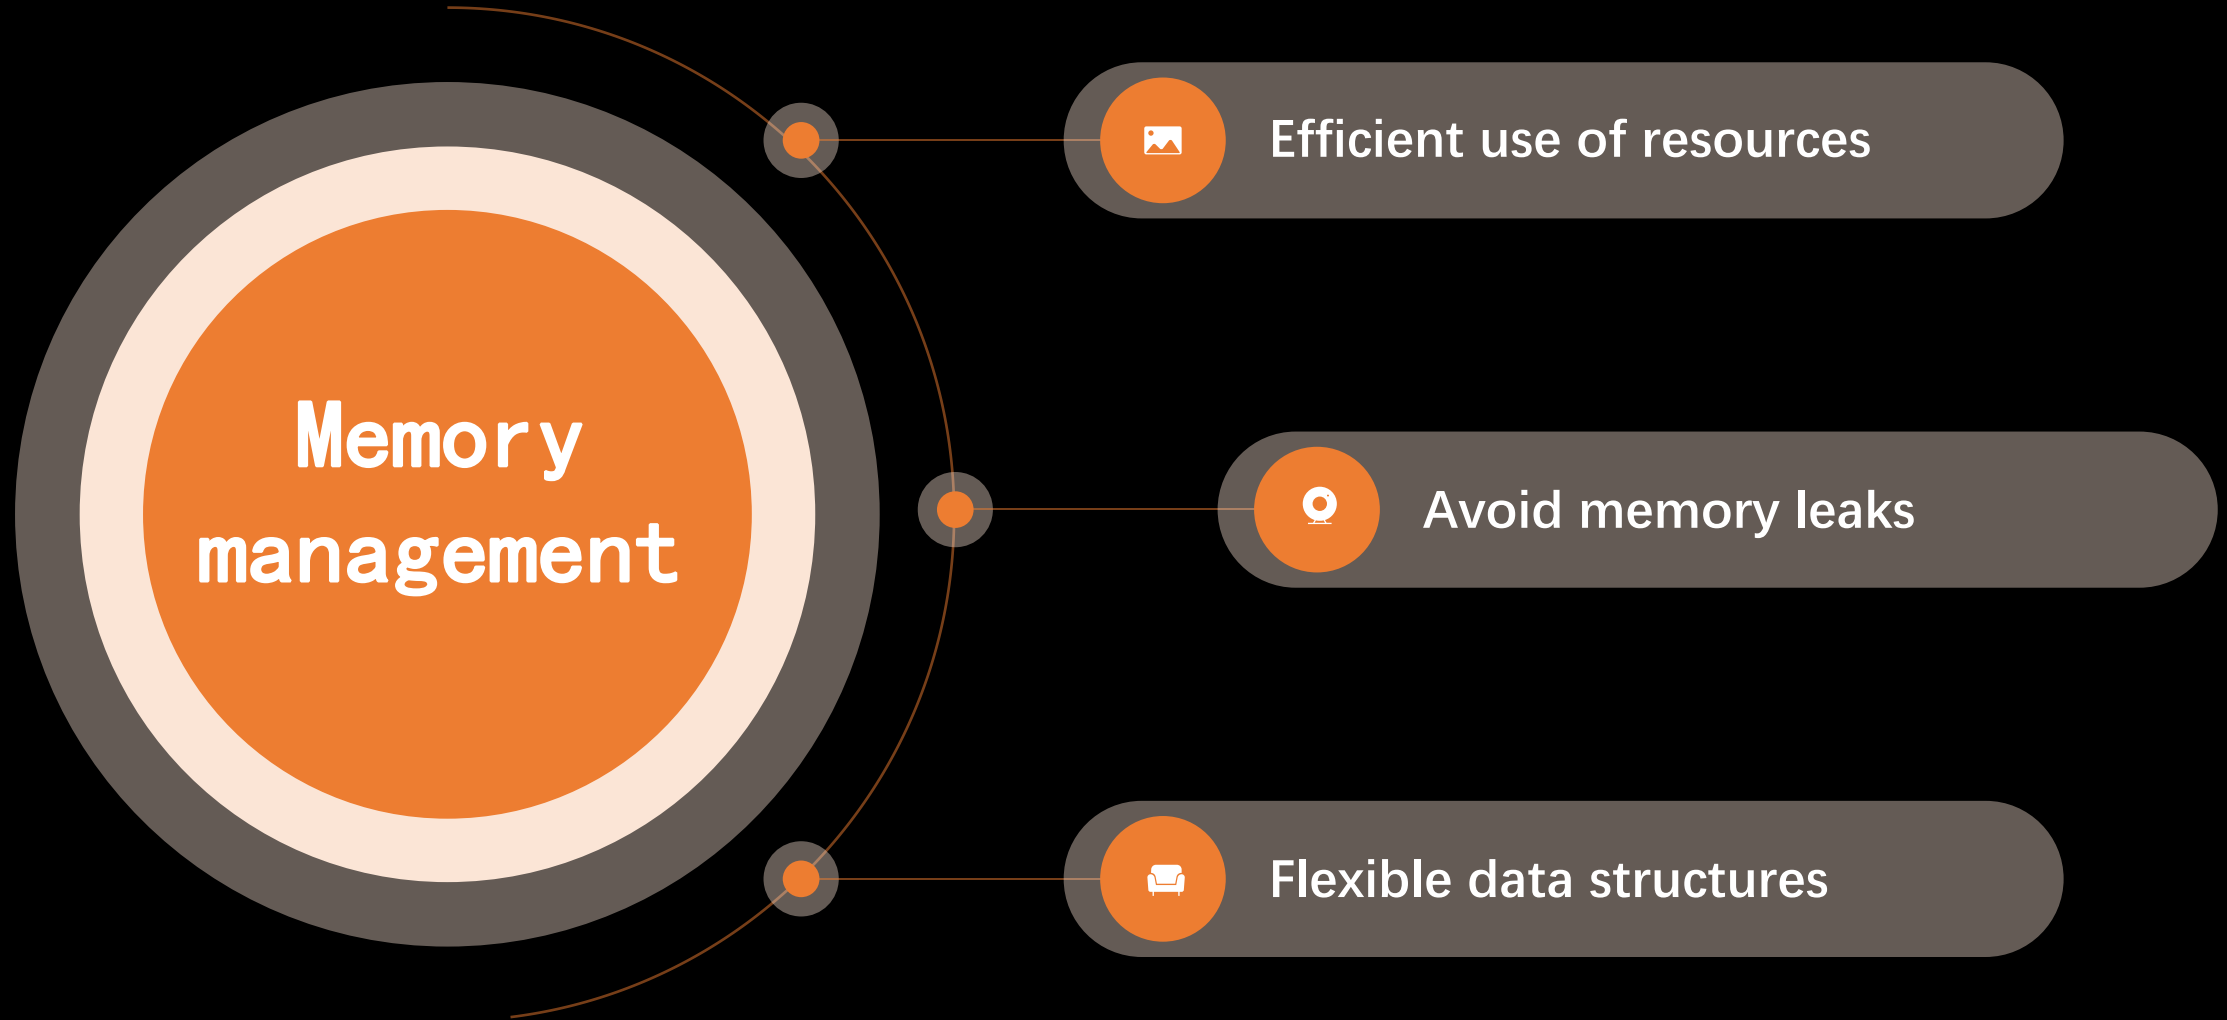 Memory
management
Efficient use of resources
Avoid memory leaks
Flexible data structures